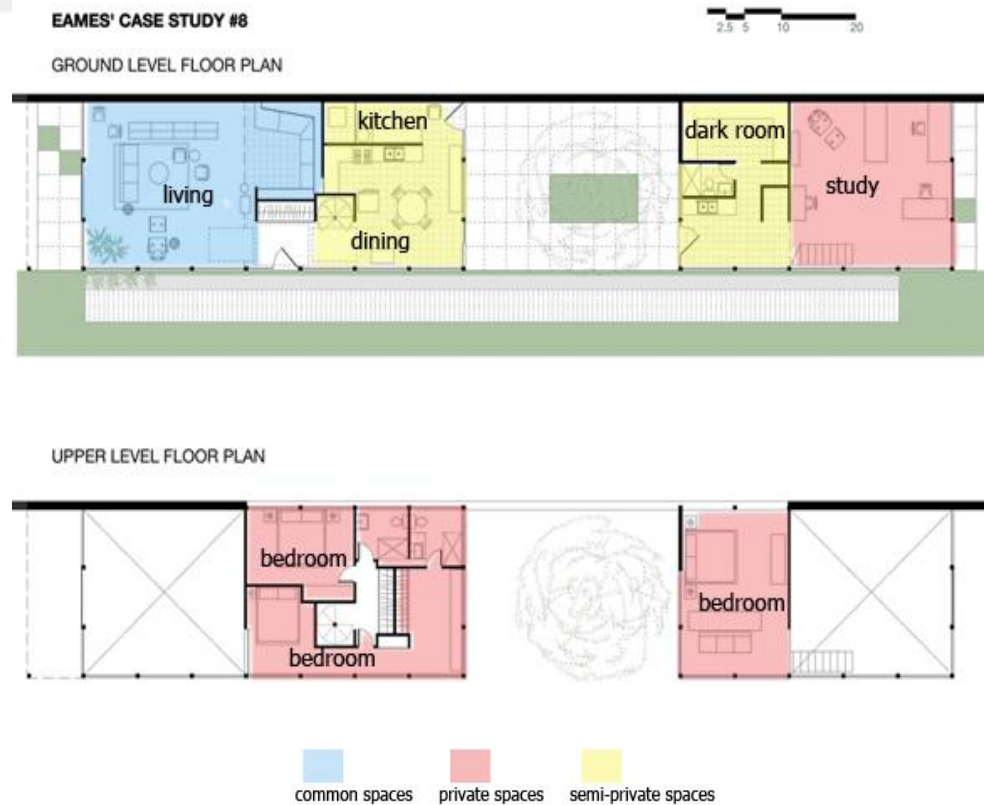 EAMES' CASE STUDY #8
2.5 5 10 20
GROUND LEVEL FLOOR PLAN
kitchen
dark room
living
study
dining
UPPER LEVEL FLOOR PLAN
bedroom
bedroom
bedroom
common spaces private spaces semi-private spaces